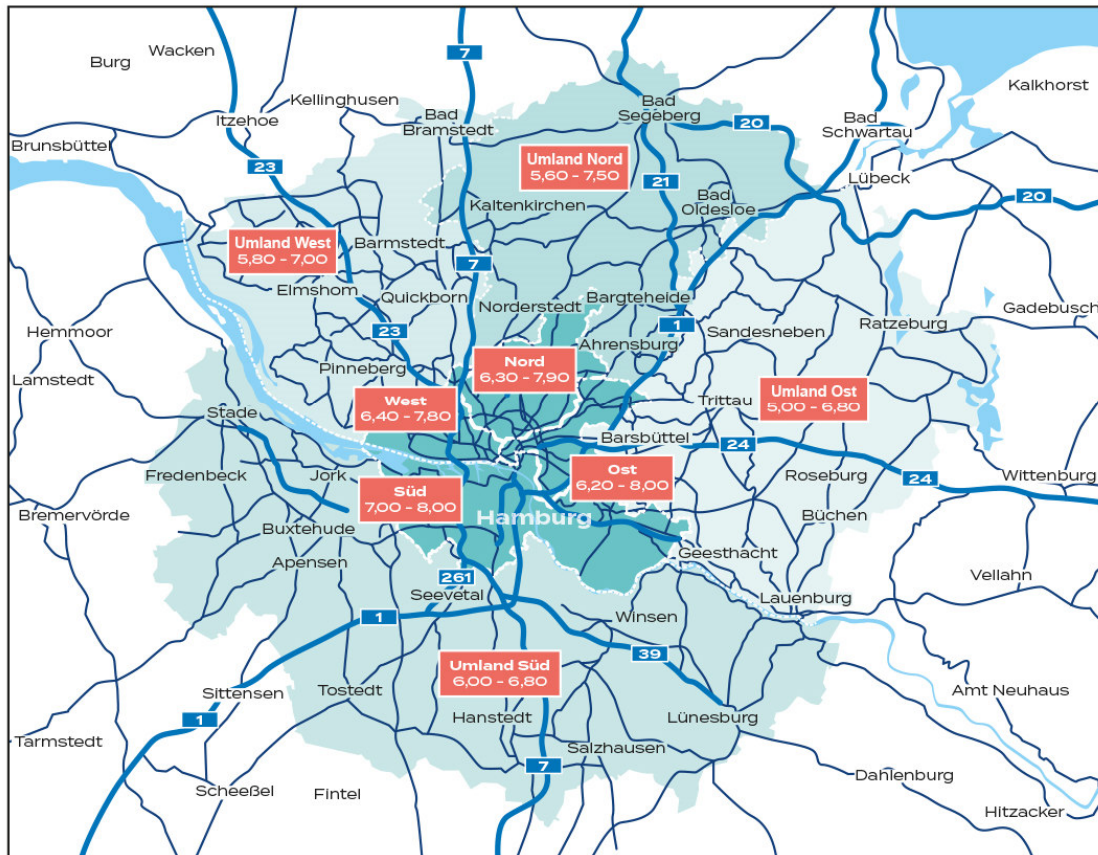 Wacken
7
Burg
Kellinghusen
Bad
Segeberg
Kalkhorst
Itzehoe
Bad
Bramstedt
20
Bad
Schwartau
Brunsbüttel
23
Umland Nord
5,60 - 7,50
21
Lübeck
Kaltenkirchen
Bad
Oldesloe
20
Umland West
5,80 - 7,00
Barmstedt
7
Elmshom
Quickborn
Norderstedt
Bargteheide
Gadebusch
Hemmoor
23
1
Sandesneben
Ratzeburg
Ahrensburg
Nord
6,30 - 7,90
Pinneberg
Lamstedt
West
6,40 - 7,80
Umland Ost
5,00 - 6,80
Trittau
Stade
Barsbüttel
24
Fredenbeck
Jork
Ost
6,20 - 8,00
Roseburg
24
Wittenburg
Süd
7,00 - 8,00
Bremervörde
Hamburg
Büchen
Buxtehude
Geesthacht
Apensen
261
Vellahn
Seevetal
Lauenburg
1
Winsen
39
Umland Süd
6,00 - 6,80
Sittensen
Tostedt
Amt Neuhaus
1
Hanstedt
Lünesburg
Tarmstedt
Salzhausen
7
Dahlenburg
Scheeßel
Fintel
Hitzacker